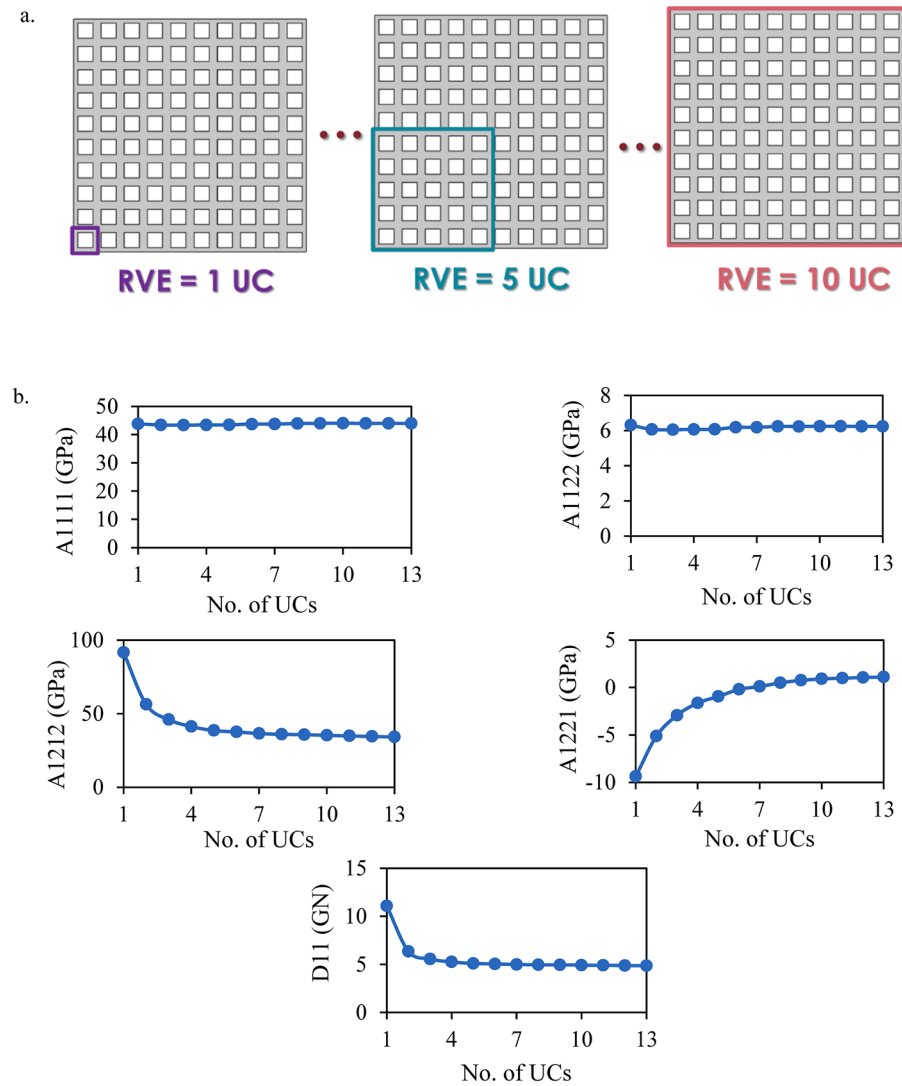 a.
RVE = 1 UC
RVE = 5 UC
RVE = 10 UC
b.
50
40
30
20
10
0
A1111 (GPa)
1 4 7 10 13
No. of UCs
8
6
4
2
0
A1122 (GPa)
1 4 7 10 13
No. of UCs
100
50
0
A1212 (GPa)
1 4 7 10 13
No. of UCs
5
0
-5
-10
A1221 (GPa)
1 4 7 10 13
No. of UCs
15
10
5
0
D11 (GN)
1 4 7 10 13
No. of UCs